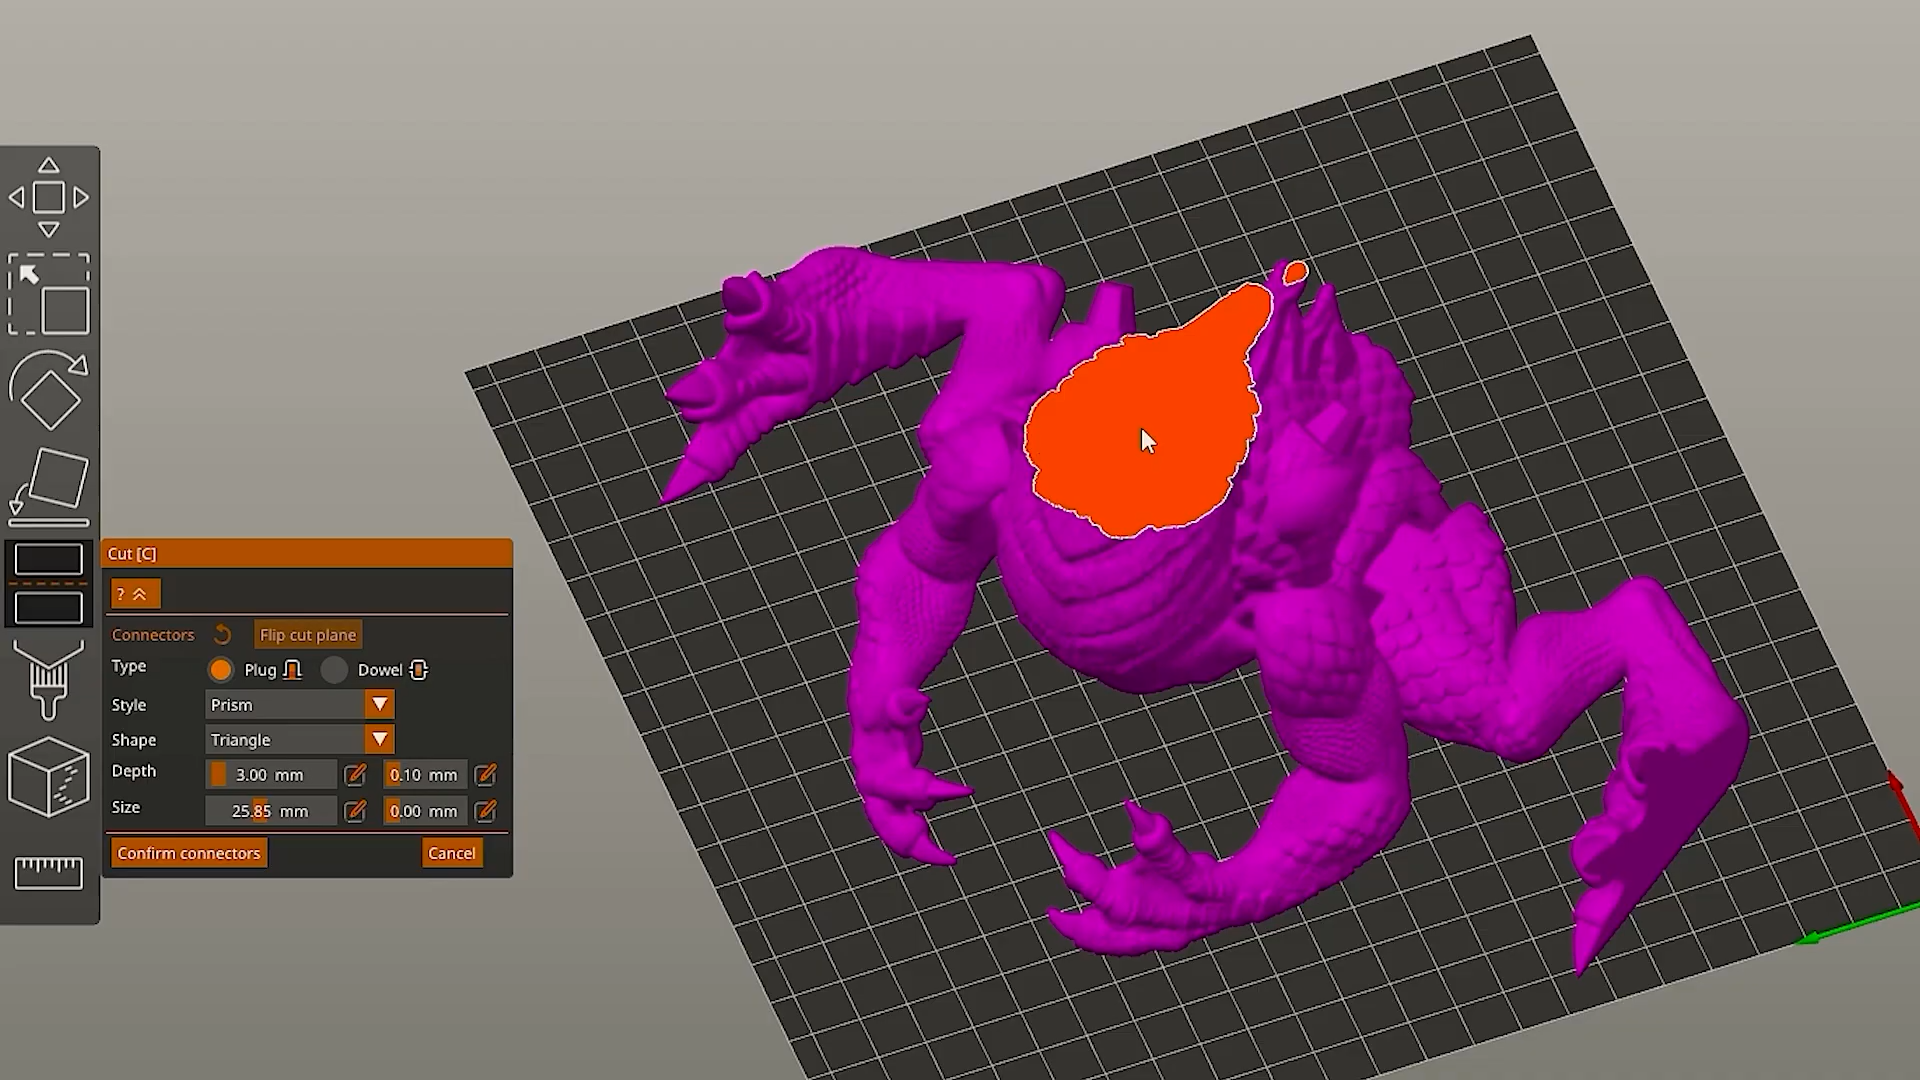 Cut [C]
?
Connectors Flip cut plane
Type Plug Dowel
Style Prism
Shape Triangle
Depth 3.00 mm 0.10 mm
Size 25.85 mm 0.00 mm
Confirm connectors Cancel